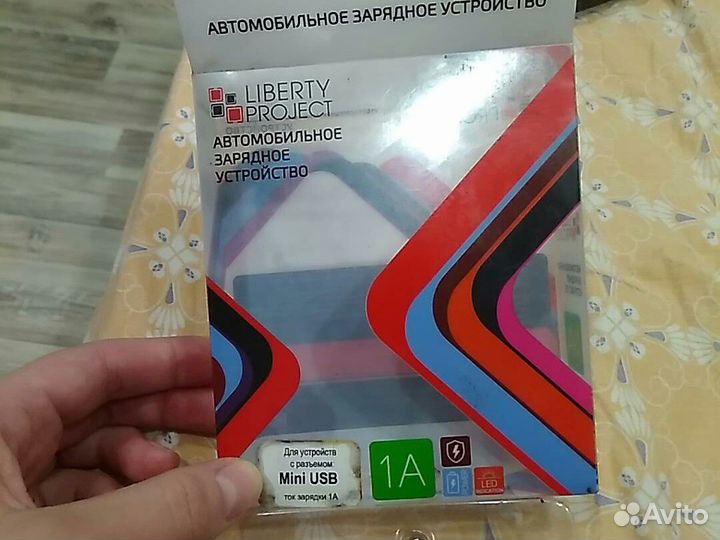 АВТОМОБИЛЬНОЕ ЗАРЯДНОЕ УСТРОЙСТВО
LIBERTY
PROJECT
АВТОМОБИЛЬНОЕ
ЗАРЯДНОЕ
УСТРОЙСТВО
Для устройств
с разъемом
Mini USB
ток зарядки 1А
1A
LED
INDICATION
Avito